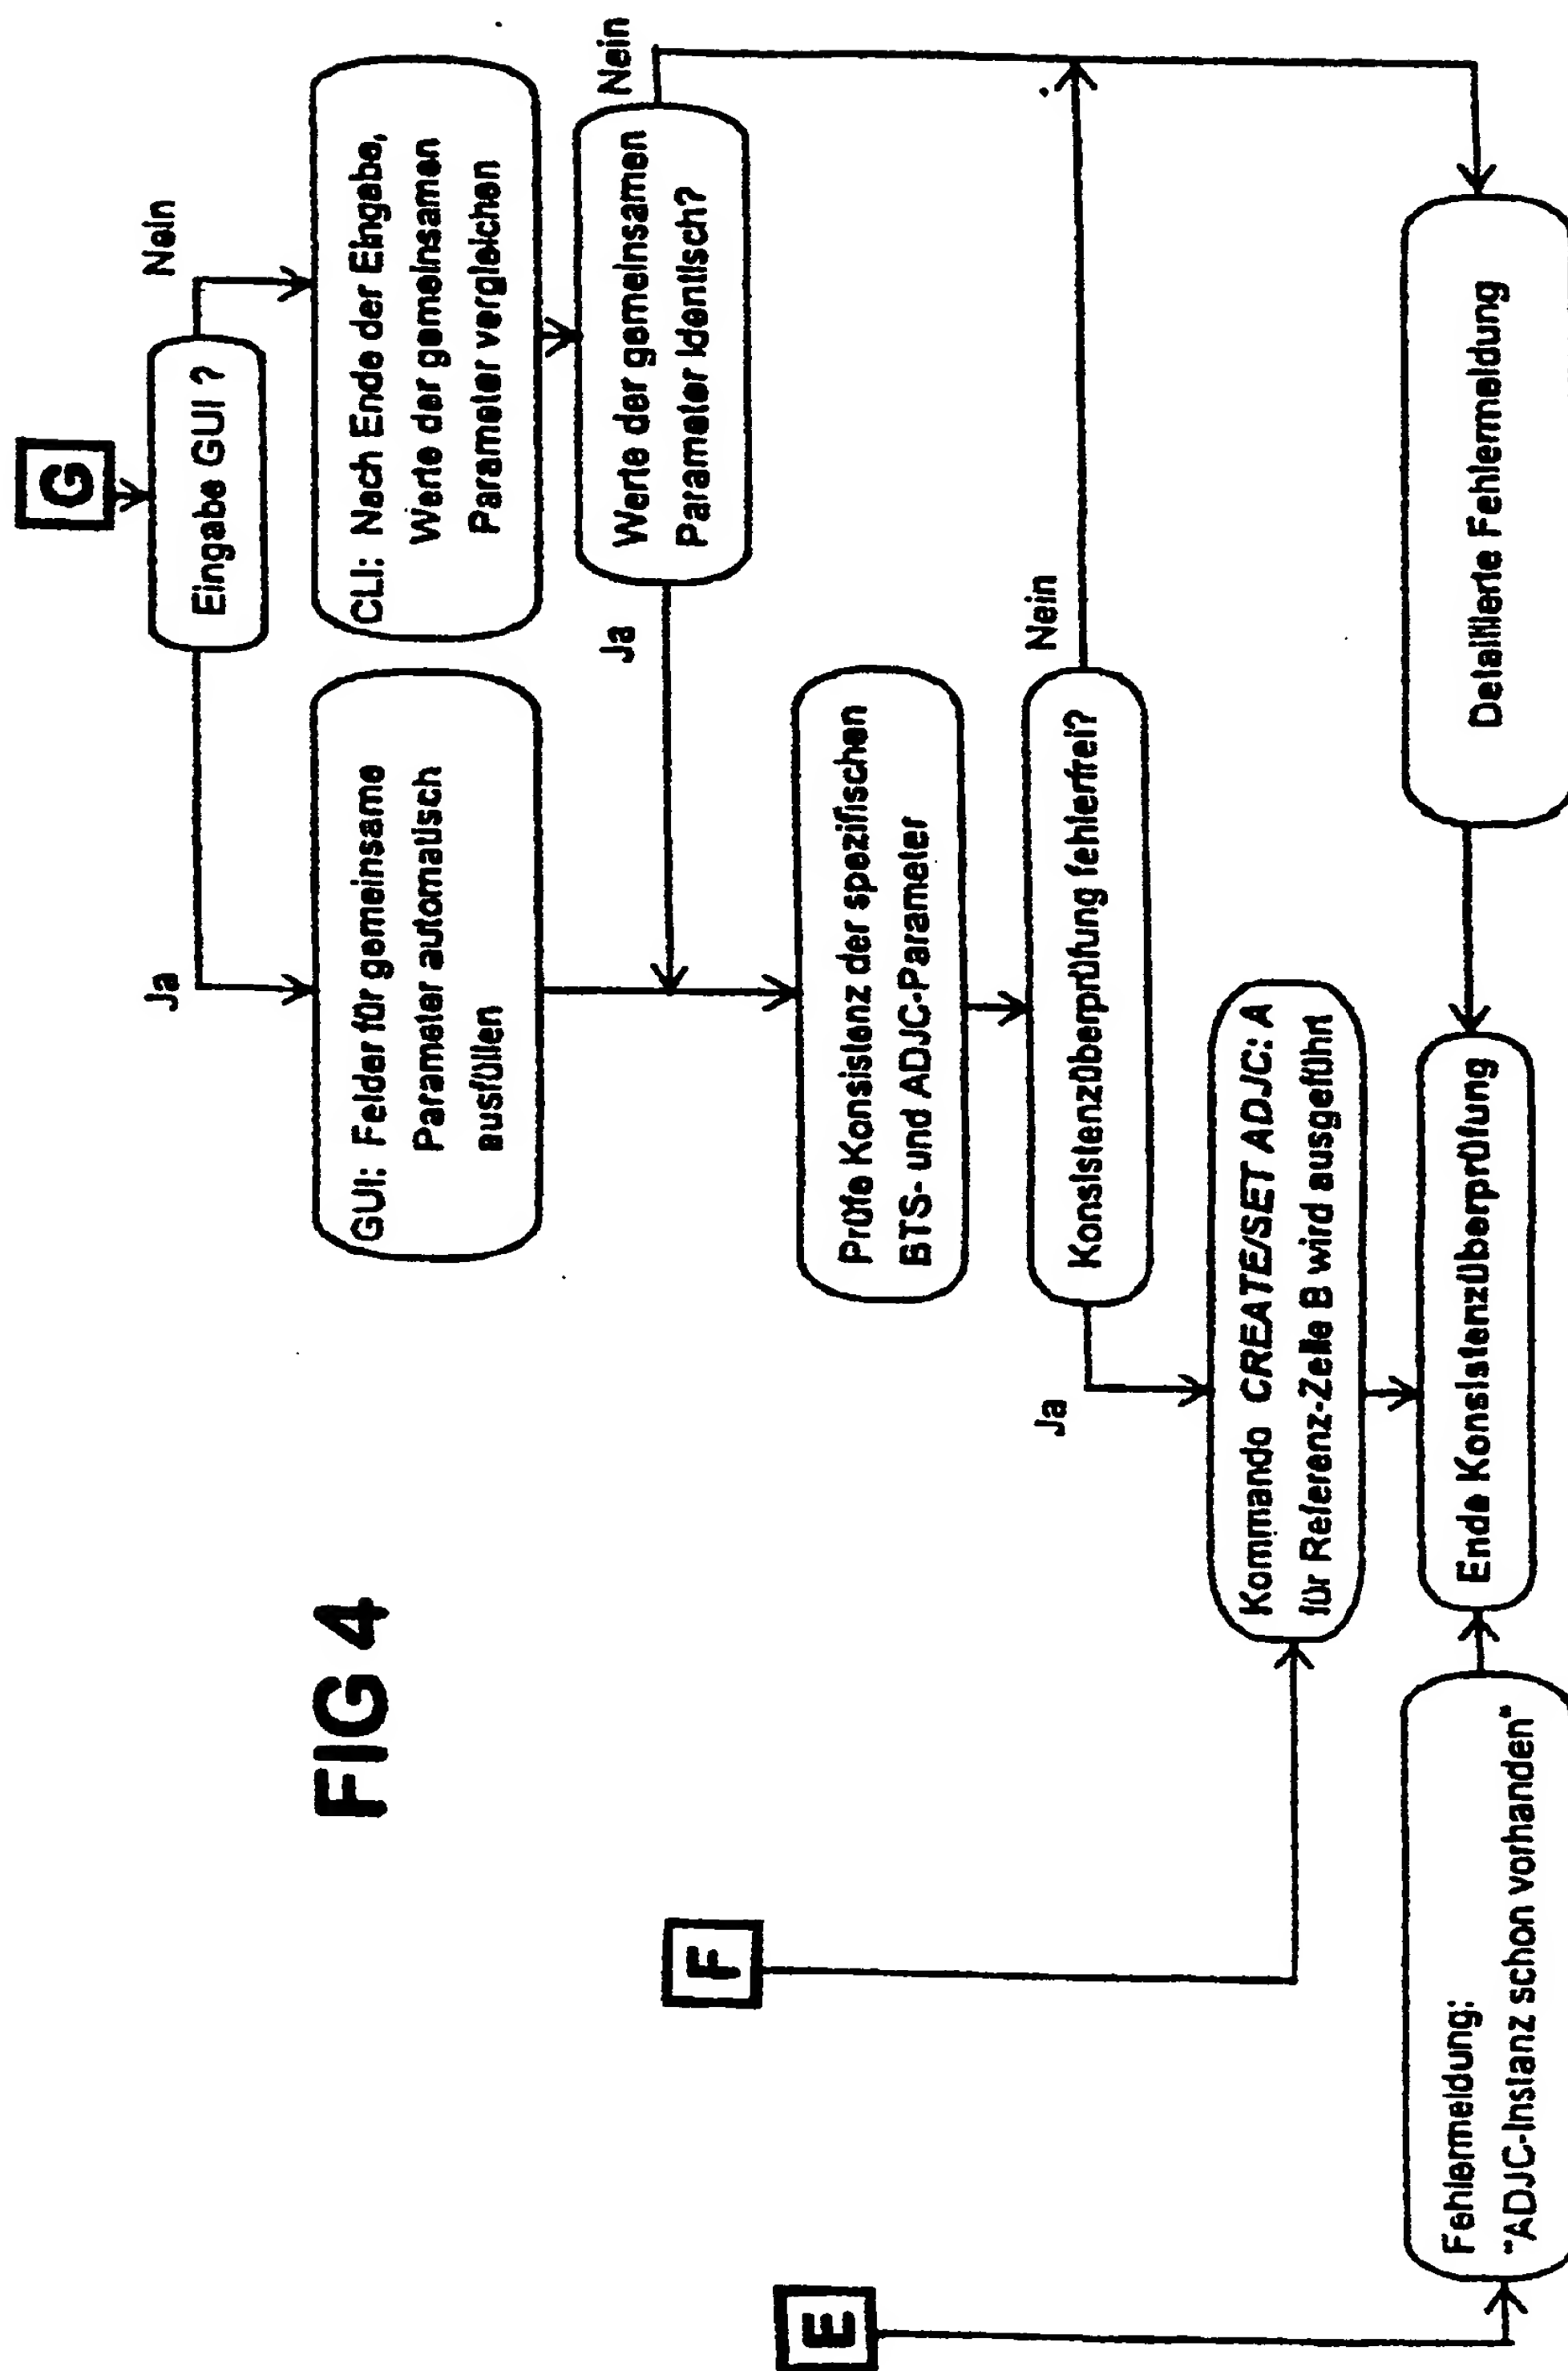 FIG 4
G
Eingabe GUI ?
Ja
Nein
GUI: Felder für gemeinsame
Parameter automatisch
ausfüllen
CLI: Nach Ende der Eingabe,
Werte der gemeinsamen
Parameter vergleichen
Werte der gemeinsamen
Parameter identisch?
Ja
Nein
Prüfe Konsistenz der spezifischen
BTS- und ADJC-Parameter
Konsistenzüberprüfung fehlerfrei?
Ja
Nein
F
Kommando CREATE/SET ADJC: A
für Referenz-Zelle B wird ausgeführt
E
Fehlermeldung:
"ADJC-Instanz schon vorhanden"
Ende Konsistenzüberprüfung
Detaillierte Fehlermeldung